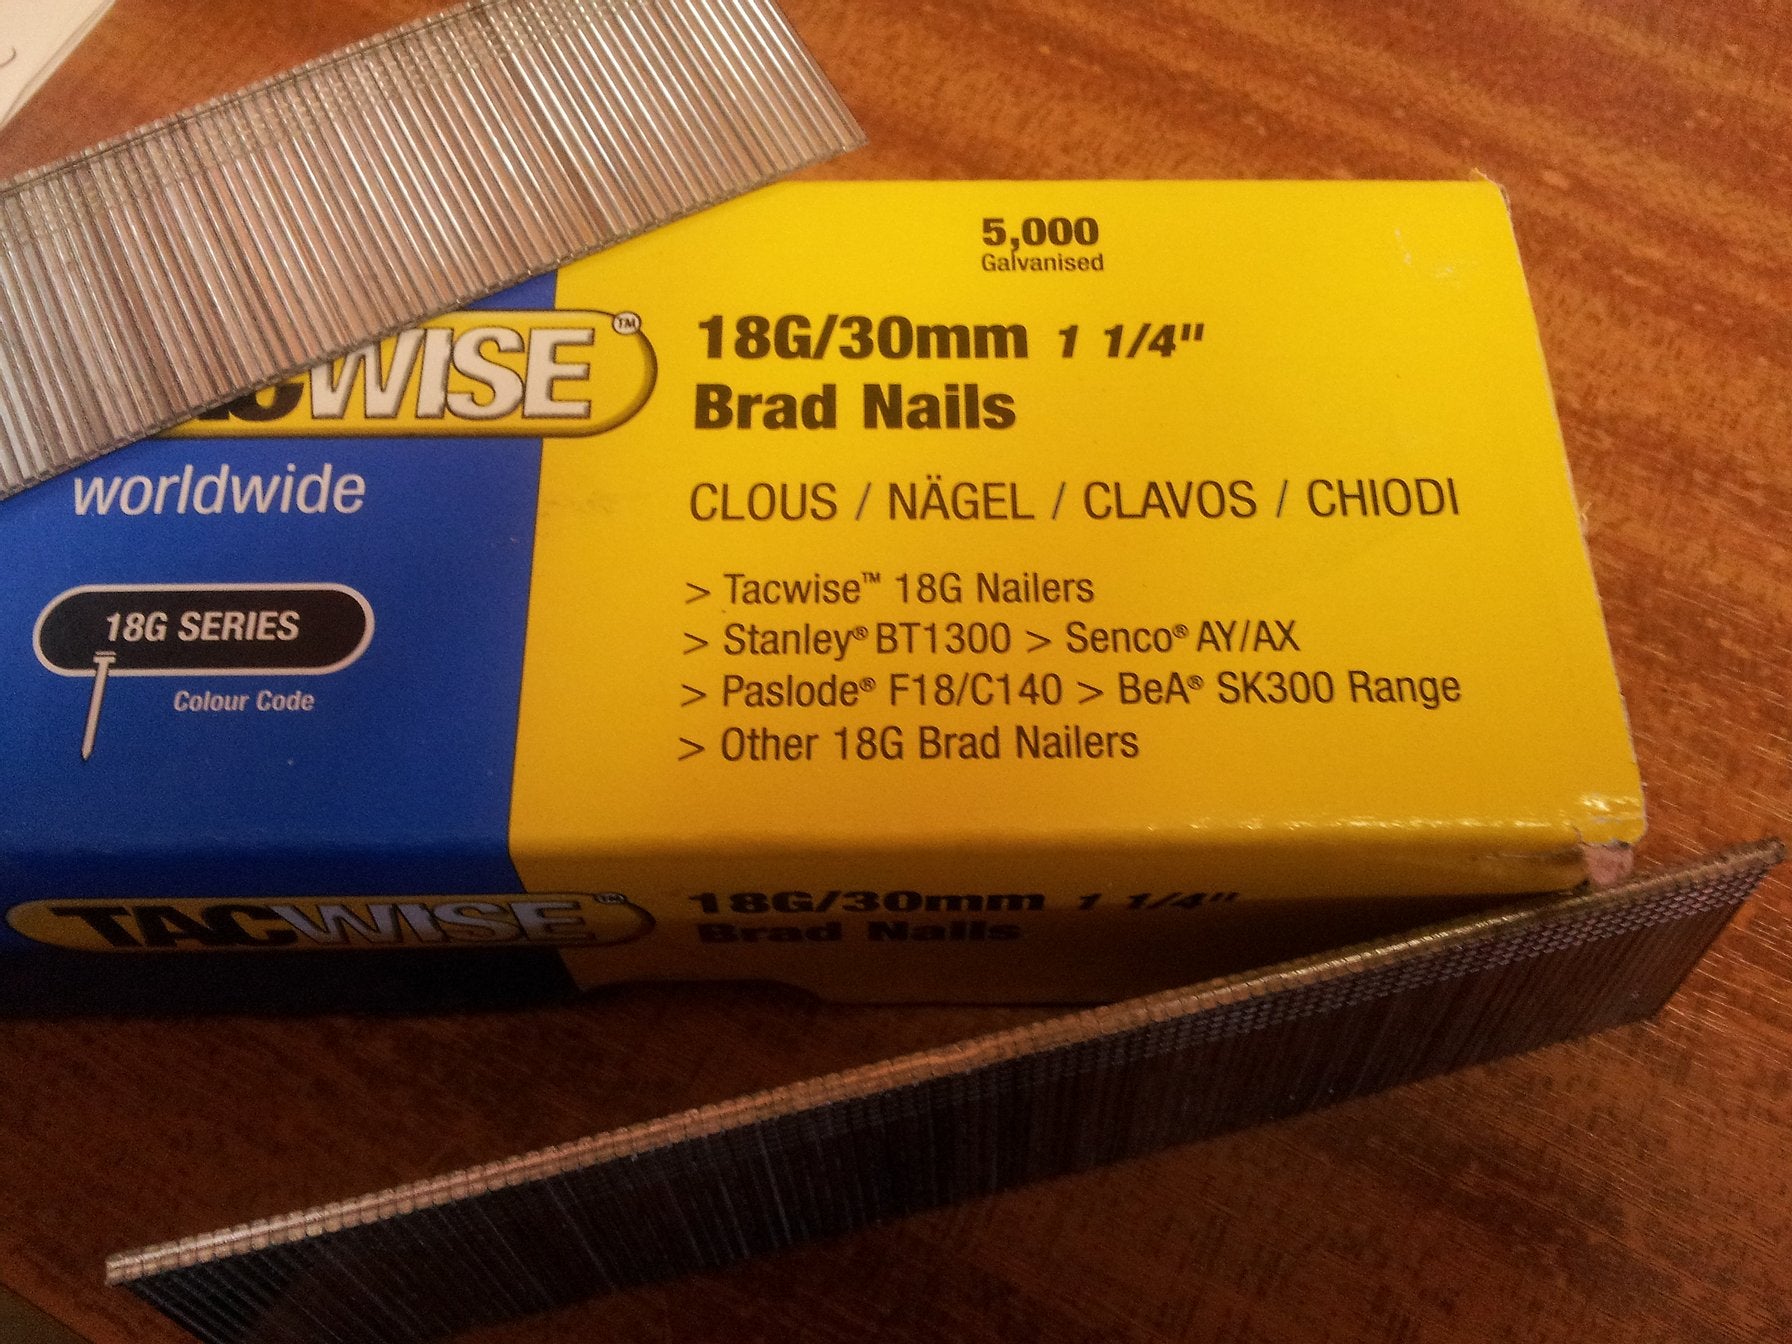 5,000
Galvanised
18G/30mm 1 1/4"
Brad Nails
CLOUS / NÄGEL / CLAVOS / CHIODI
> Tacwise™ 18G Nailers
> Stanley® BT1300 > Senco® AY/AX
> Paslode® F18/C140 > BeA® SK300 Range
> Other 18G Brad Nailers
WISE™
worldwide
18G SERIES
Colour Code
TACWISE™
18G/30mm 1 1/4"
Brad Nails